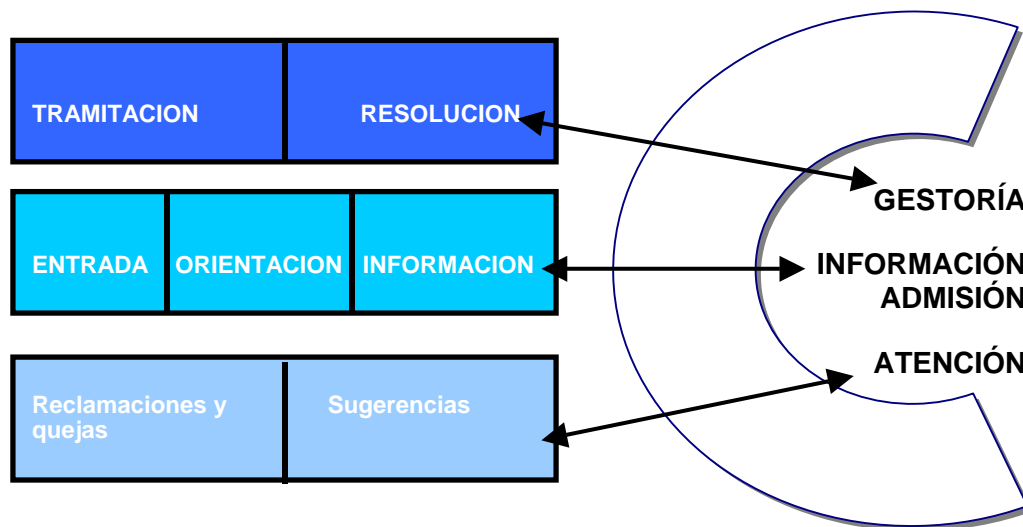 TRAMITACION
RESOLUCION
GESTORÍA
ENTRADA
ORIENTACION
INFORMACION
INFORMACIÓN
ADMISIÓN
ATENCIÓN
Reclamaciones y
quejas
Sugerencias